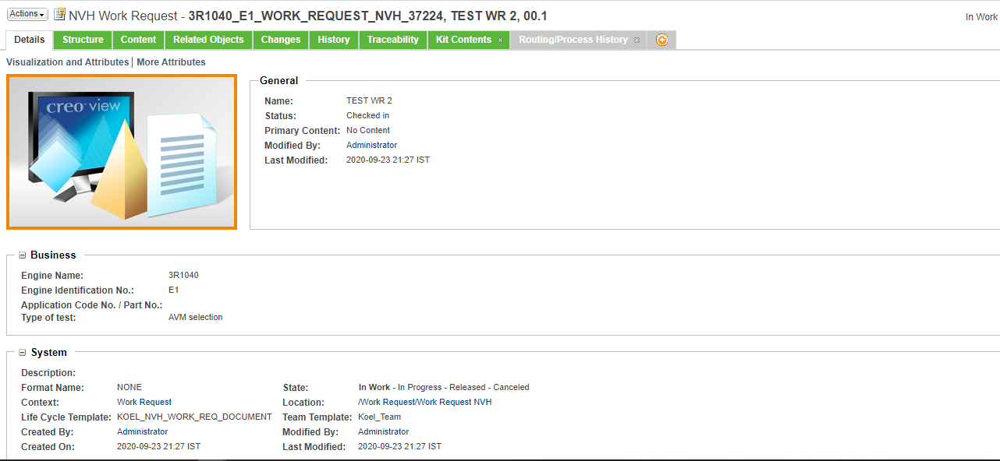 Actions NVH Work Request - 3R1040_E1_WORK_REQUEST_NVH_37224, TEST WR 2, 00.1 In Work
Details Structure Content Related Objects Changes History Traceability Kit Contents x Routing/Process History x
Visualization and Attributes | More Attributes
creo view
General
Name: TEST WR 2
Status: Checked in
Primary Content: No Content
Modified By: Administrator
Last Modified: 2020-09-23 21:27 IST
Business
Engine Name: 3R1040
Engine Identification No.: E1
Application Code No. / Part No.:
Type of test: AVM selection
System
Description:
Format Name: NONE State: In Work - In Progress - Released - Canceled
Context: Work Request Location: /Work Request/Work Request NVH
Life Cycle Template: KOEL_NVH_WORK_REQ_DOCUMENT Team Template: Koel_Team
Created By: Administrator Modified By: Administrator
Created On: 2020-09-23 21:27 IST Last Modified: 2020-09-23 21:27 IST